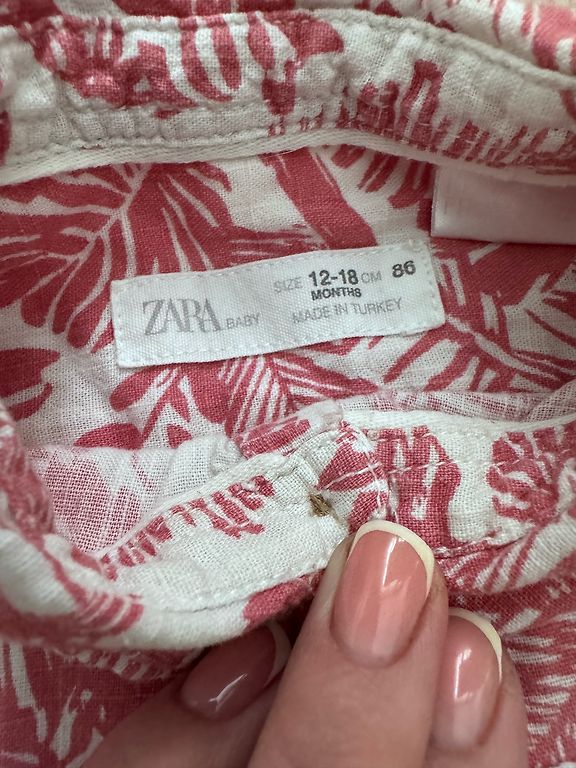 ZARA BABY
SIZE 12-18 CM 86
MONTHS
MADE IN TURKEY